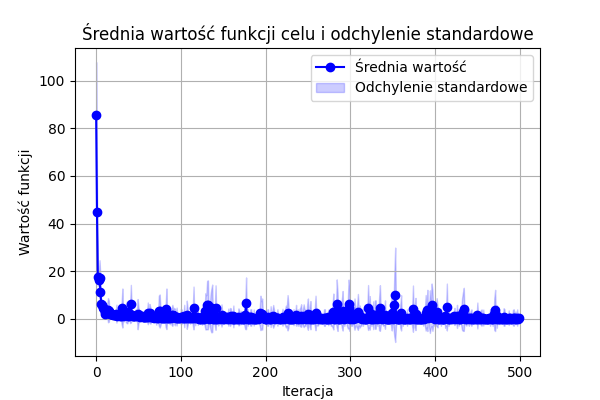 Średnia wartość funkcji celu i odchylenie standardowe
Średnia wartość
Odchylenie standardowe
Wartość funkcji
100
80
60
40
20
0
0 100 200 300 400 500
Iteracja